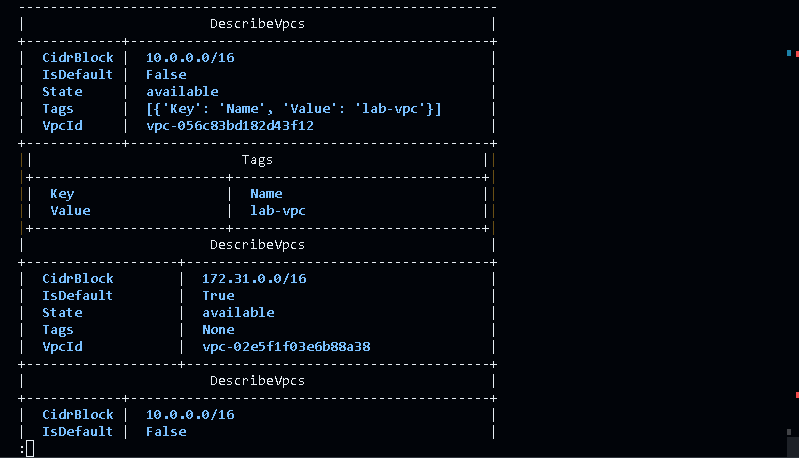 DescribeVpcs
CidrBlock | 10.0.0.0/16
IsDefault | False
State | available
Tags | [{'Key': 'Name', 'Value': 'lab-vpc'}]
VpcId | vpc-056c83bd182d43f12
Tags
Key | Name
Value | lab-vpc
DescribeVpcs
CidrBlock | 172.31.0.0/16
IsDefault | True
State | available
Tags | None
VpcId | vpc-02e5f1f03e6b88a38
DescribeVpcs
CidrBlock | 10.0.0.0/16
IsDefault | False
: